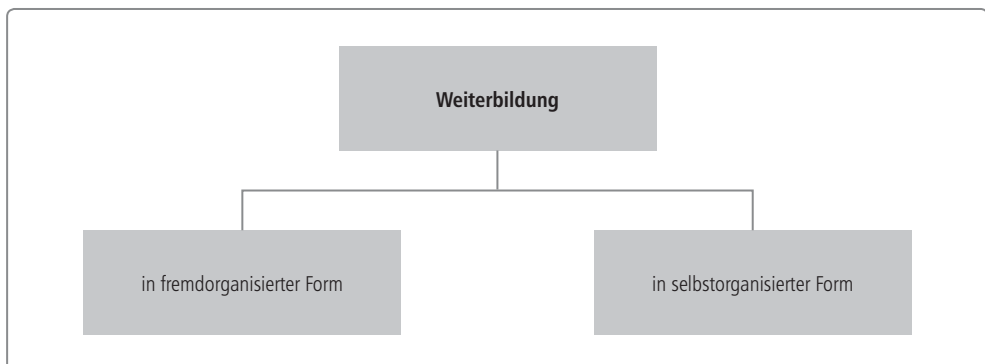 Weiterbildung
in fremdorganisierter Form
in selbstorganisierter Form